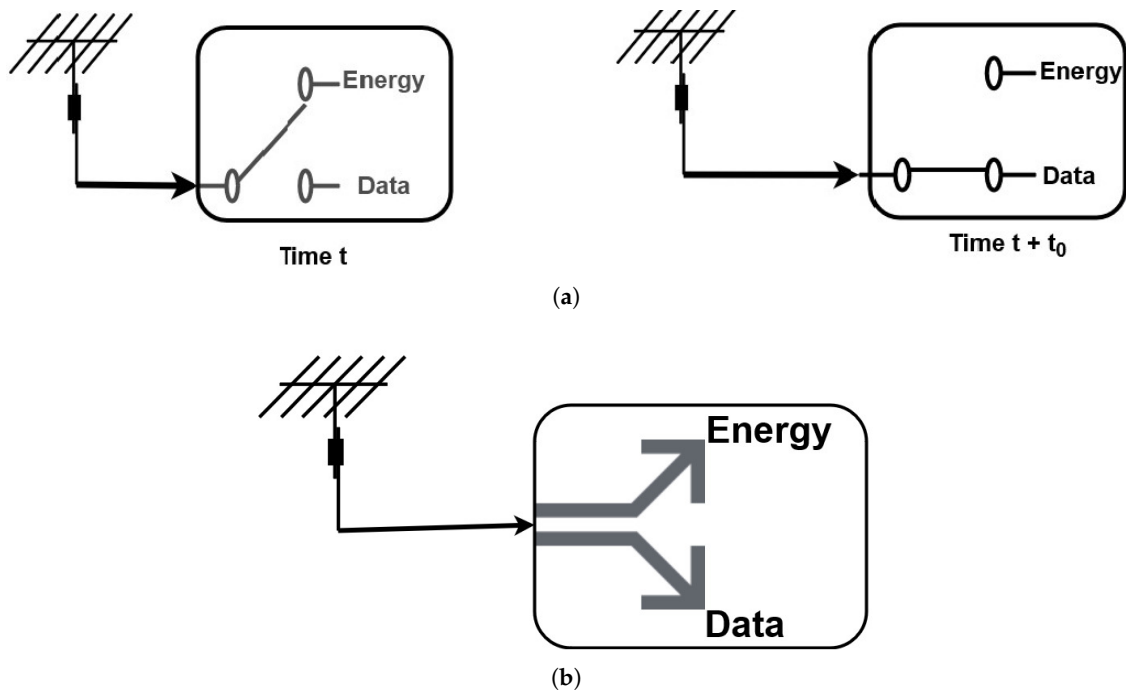 Energy
Data
Time t
Energy
Data
Time t + t₀
(a)
Energy
Data
(b)